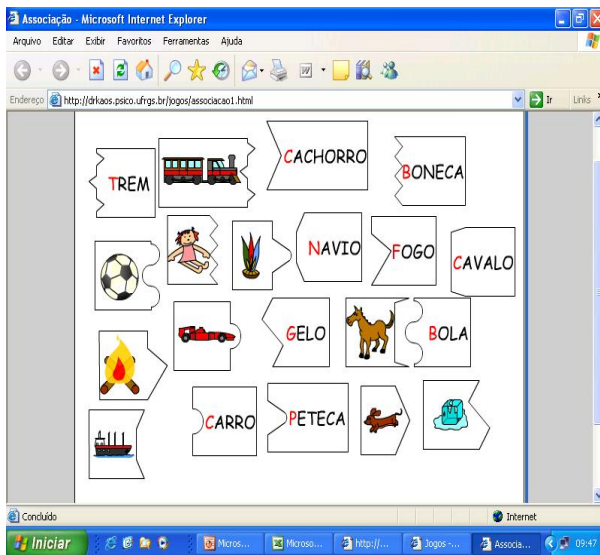 Associação - Microsoft Internet Explorer
Arquivo Editar Exibir Favoritos Ferramentas Ajuda
Endereço http://drkaos.psico.ufrgs.br/jogos/associacao1.html Ir Links
TREM CACHORRO BONECA
NAVIO FOGO CAVALO
GELO BOLA
CARRO PETECA
Concluído Internet
Iniciar Micros... Microso... http://... Jogos -... Associa... 09:47